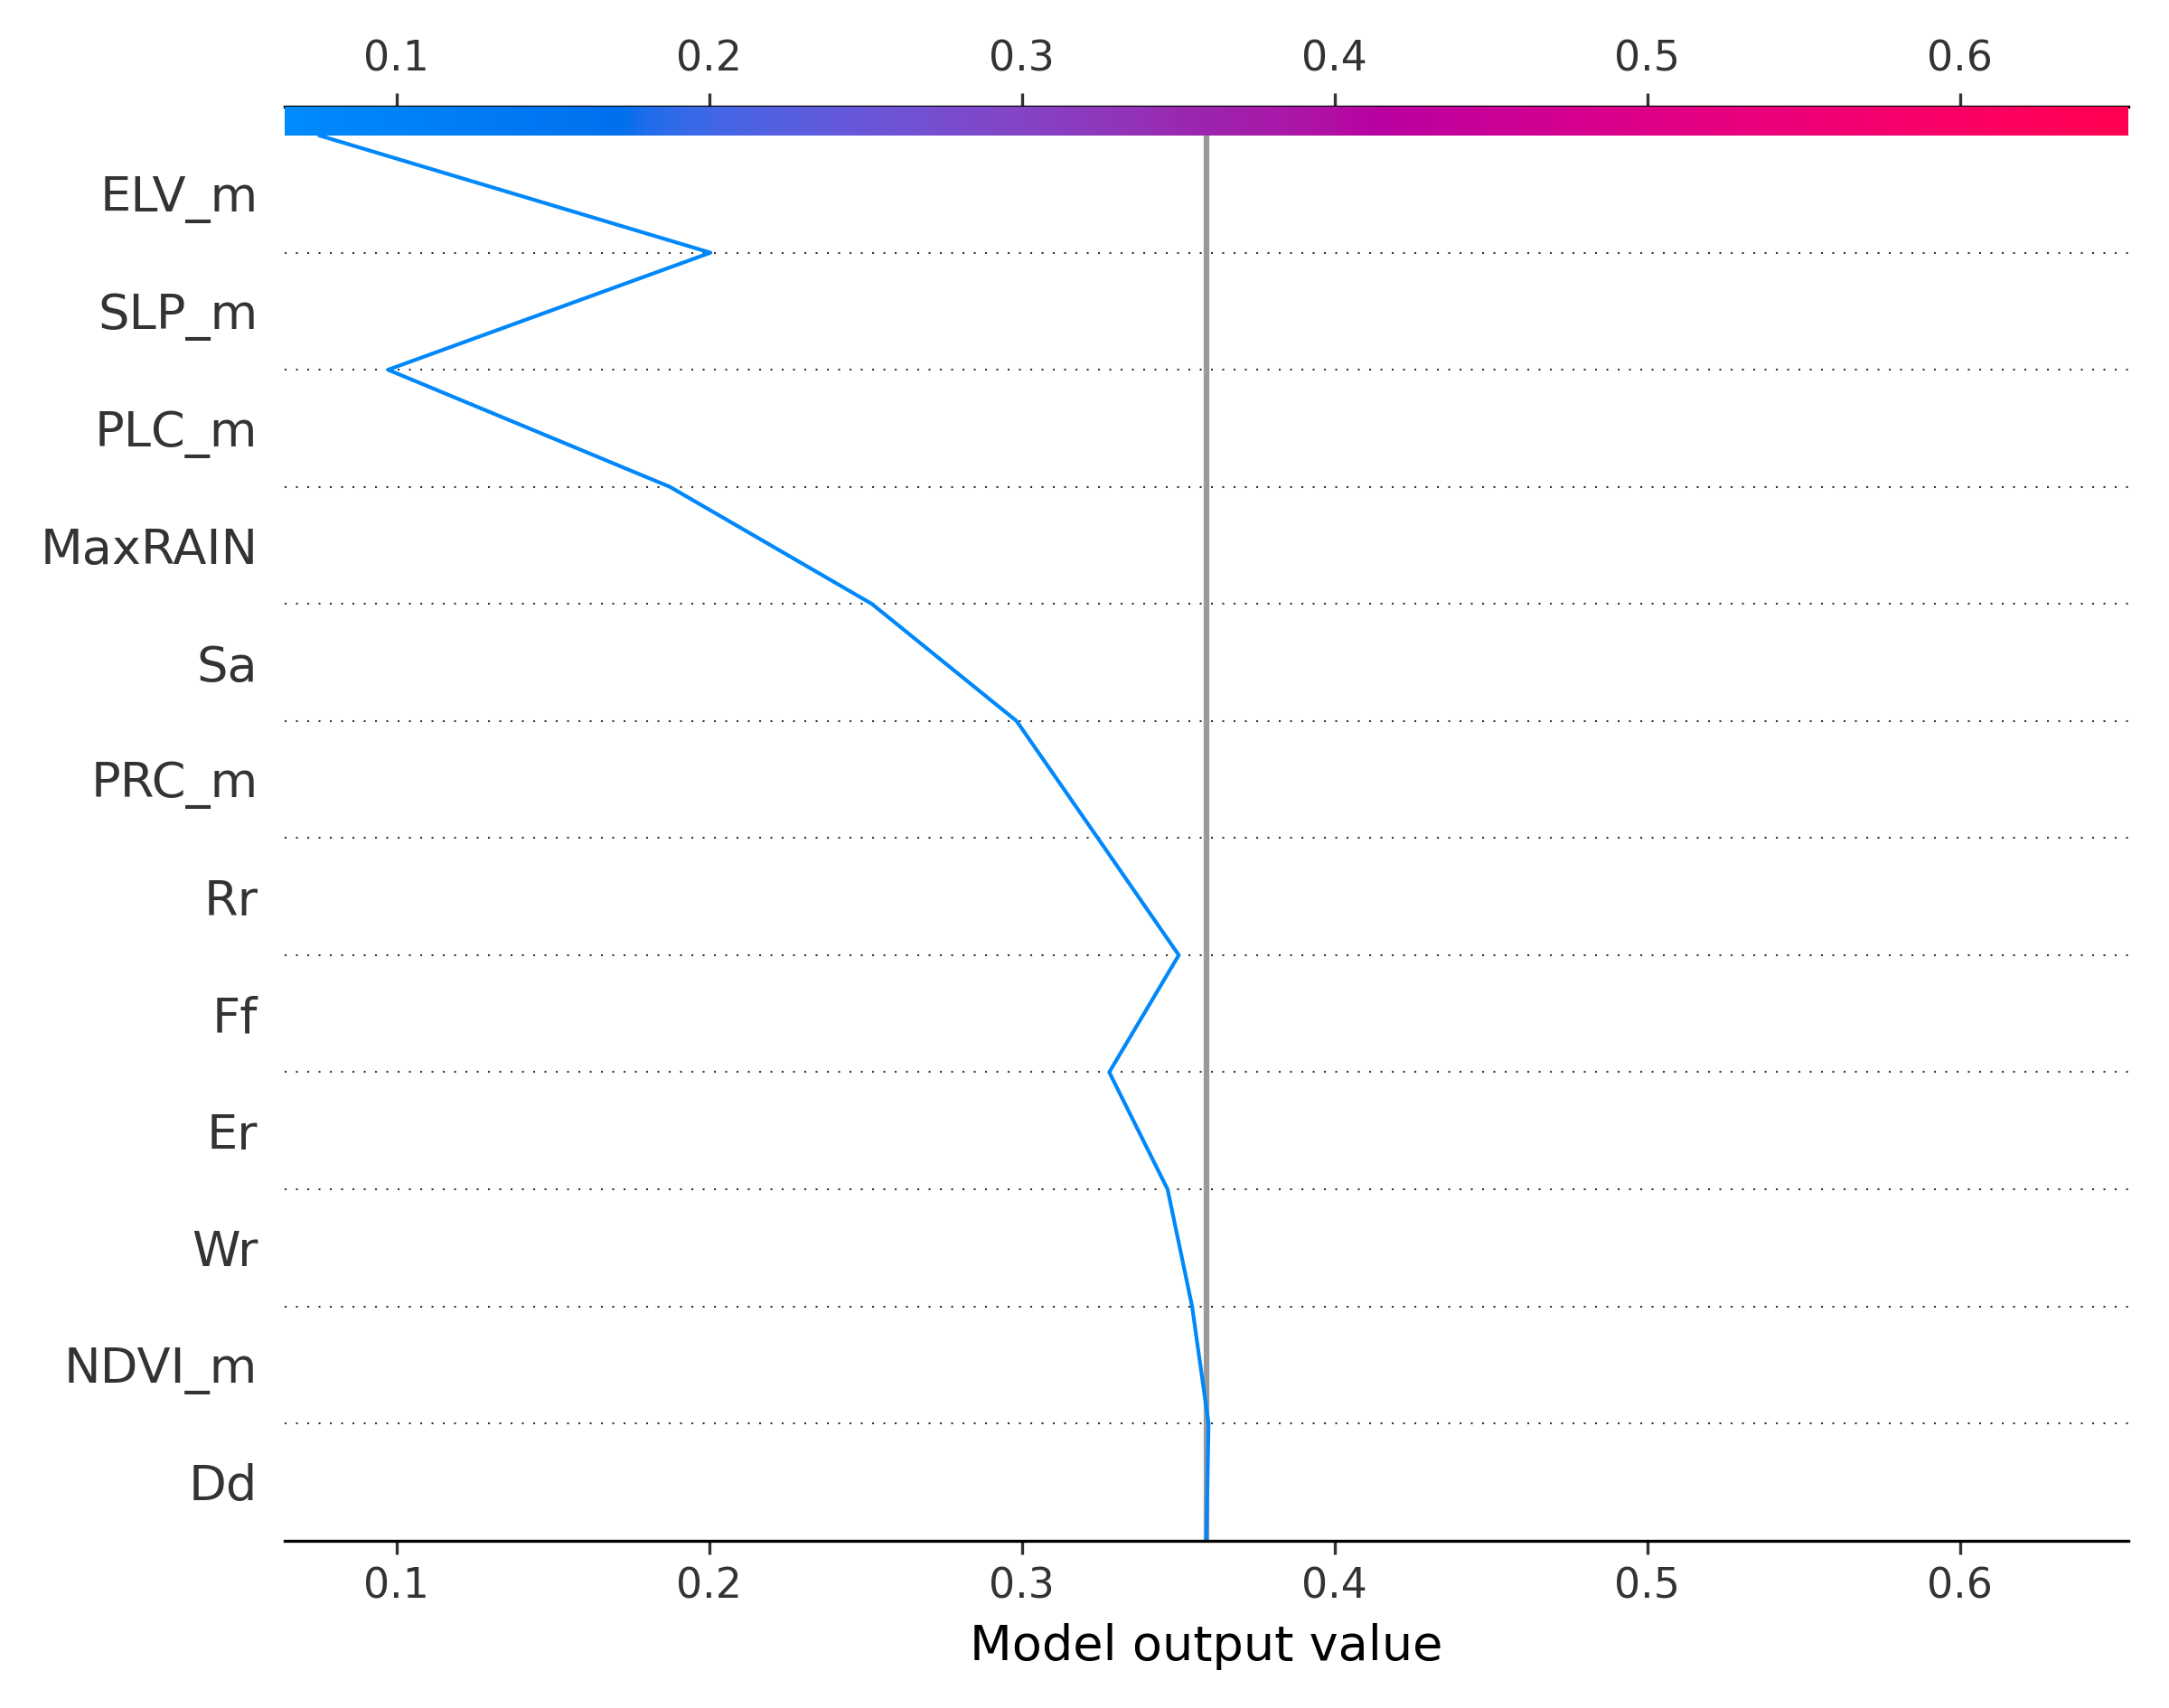 0.1 0.2 0.3 0.4 0.5 0.6
ELV_m
SLP_m
PLC_m
MaxRAIN
Sa
PRC_m
Rr
Ff
Er
Wr
NDVI_m
Dd
0.1 0.2 0.3 0.4 0.5 0.6
Model output value